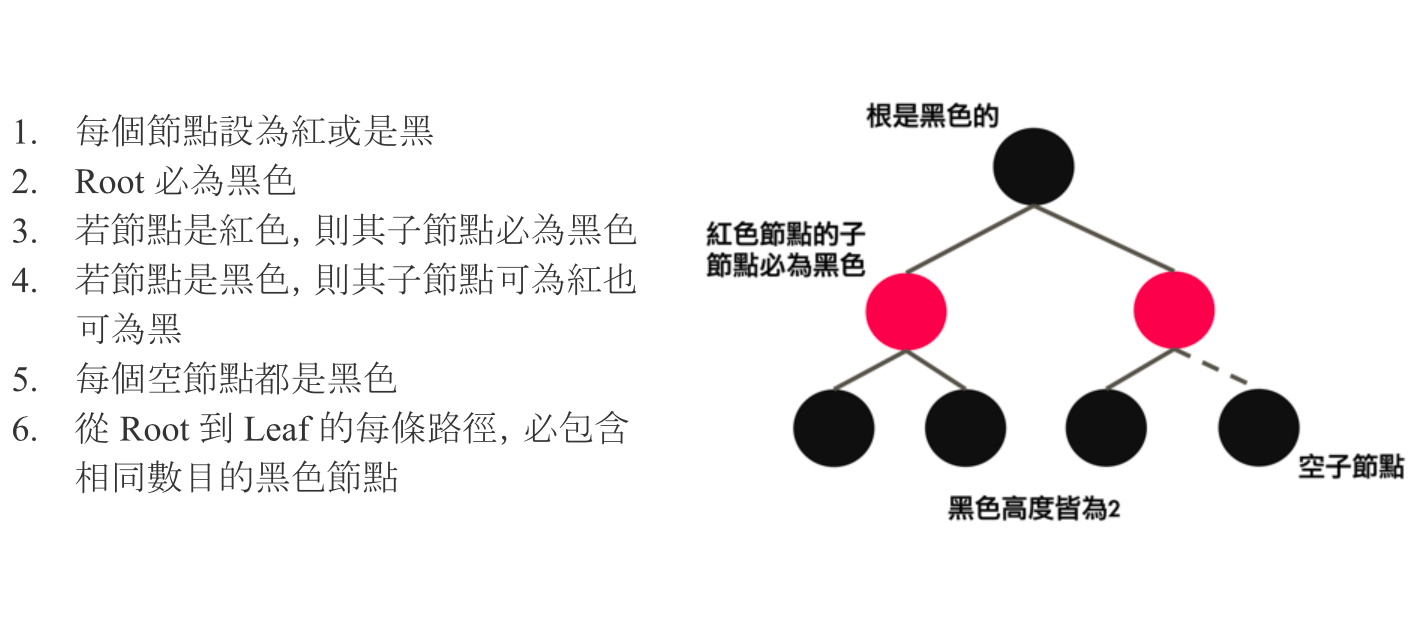 1. 每個節點設為紅或是黑
2. Root 必為黑色
3. 若節點是紅色, 則其子節點必為黑色
4. 若節點是黑色, 則其子節點可為紅也
可為黑
5. 每個空節點都是黑色
6. 從 Root 到 Leaf 的每條路徑, 必包含
相同數目的黑色節點
根是黑色的
紅色節點的子
節點必為黑色
空子節點
黑色高度皆為2